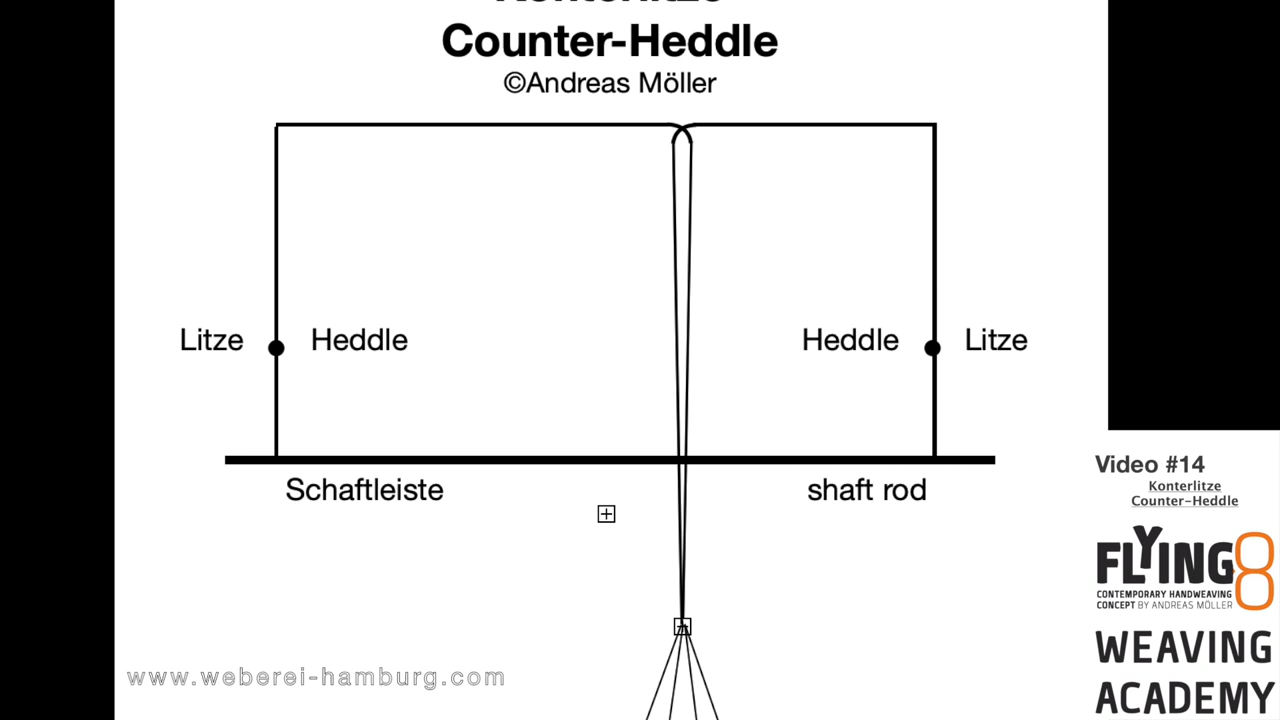 Konterlitze
Counter-Heddle
©Andreas Möller
Litze
Heddle
Heddle
Litze
Schaftleiste
shaft rod
www.weberei-hamburg.com
Video #14
Konterlitze
Counter-Heddle
FLYING8
CONTEMPORARY HANDWEAVING
CONCEPT BY ANDREAS MÖLLER
WEAVING
ACADEMY